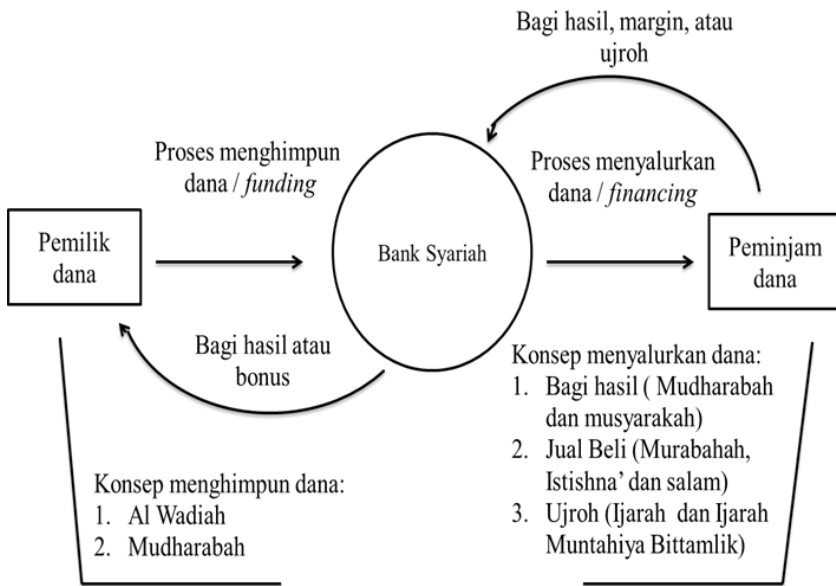 Bagi hasil, margin, atau
ujroh
Proses menghimpun
dana / funding
Proses menyalurkan
dana / financing
Pemilik
dana
Bank Syariah
Peminjam
dana
Bagi hasil atau
bonus
Konsep menghimpun dana:
1. Al Wadiah
2. Mudharabah
Konsep menyalurkan dana:
1. Bagi hasil ( Mudharabah
dan musyarakah)
2. Jual Beli (Murabahah,
Istishna’ dan salam)
3. Ujroh (Ijarah dan Ijarah
Muntahiya Bittamlik)